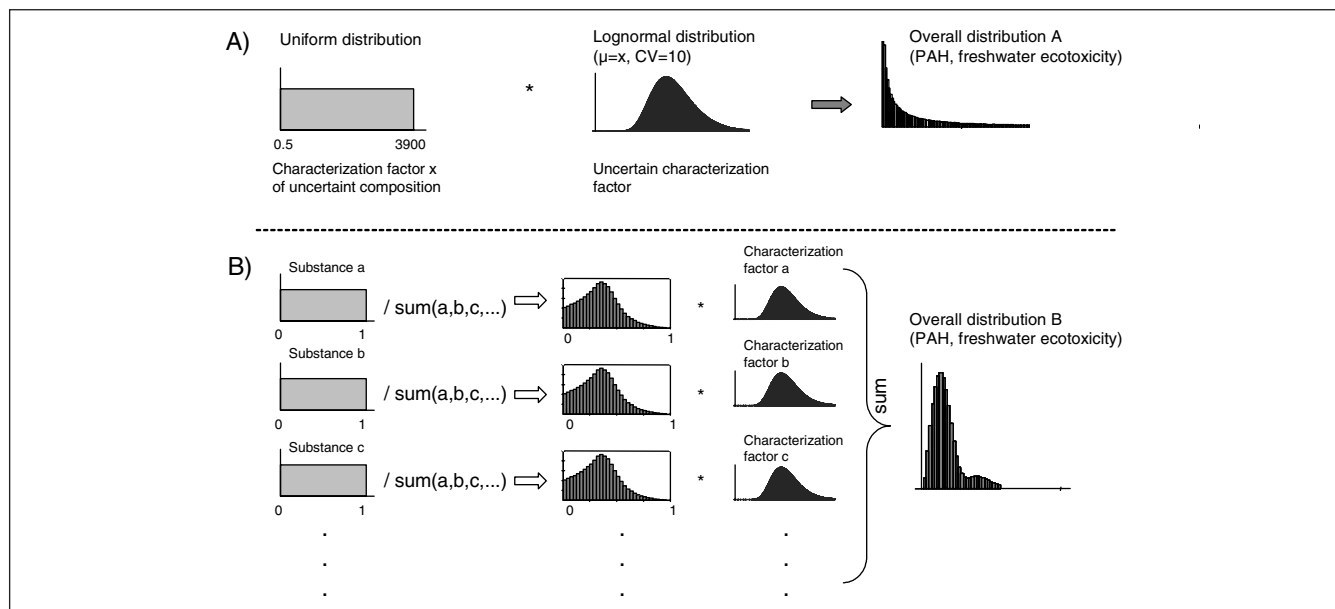 A)
Uniform distribution
0.5 3900
Characterization factor x
of uncertaint composition
*
Lognormal distribution
(μ=x, CV=10)
Uncertain characterization
factor
Overall distribution A
(PAH, freshwater ecotoxicity)
B)
Substance a
0 1
/ sum(a,b,c,...)
0 1
*
Characterization
factor a
Substance b
0 1
/ sum(a,b,c,...)
0 1
*
Characterization
factor b
Substance c
0 1
/ sum(a,b,c,...)
0 1
*
Characterization
factor c
sum
Overall distribution B
(PAH, freshwater ecotoxicity)
. . .
. . .
. . .